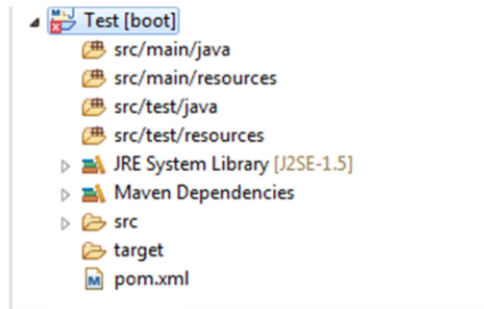 Test [boot]
src/main/java
src/main/resources
src/test/java
src/test/resources
JRE System Library [J2SE-1.5]
Maven Dependencies
src
target
pom.xml